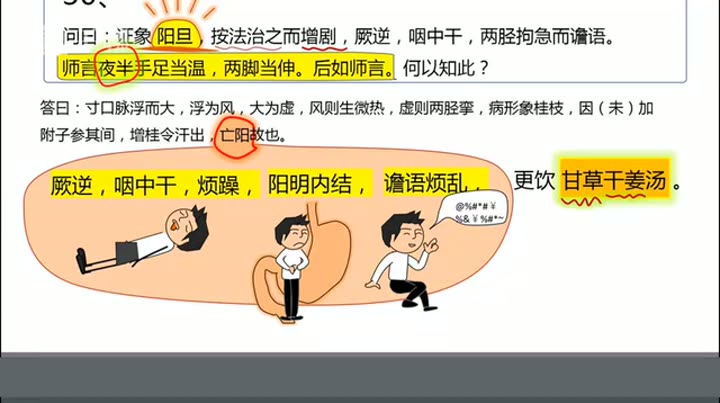 30、
问曰：证象阳旦，按法治之而增剧，厥逆，咽中干，两胫拘急而谵语。
师言夜半手足当温，两脚当伸。后如师言。何以知此？
答曰：寸口脉浮而大，浮为风，大为虚，风则生微热，虚则两胫挛，病形象桂枝，因（未）加
附子参其间，增桂令汗出，亡阳故也。
厥逆，咽中干，烦躁，阳明内结，谵语烦乱，更饮 甘草干姜汤。
@%#*#￥
%&￥%#*~